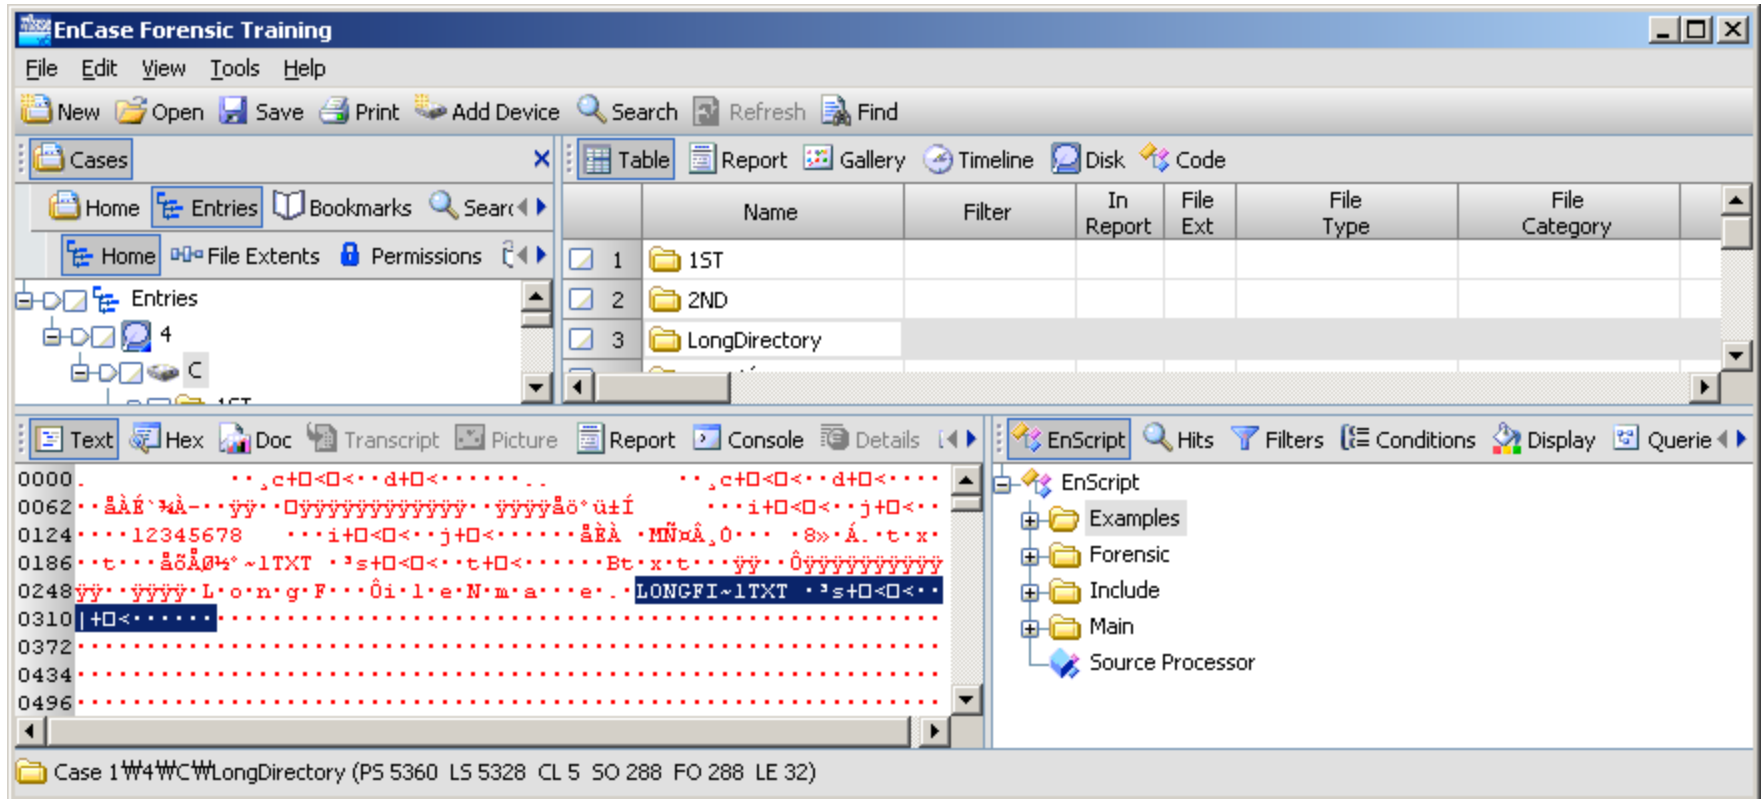 EnCase Forensic Training
File Edit View Tools Help
New Open Save Print Add Device Search Refresh Find
Cases
Table Report Gallery Timeline Disk Code
Home Entries Bookmarks Searc
Home File Extents Permissions
Name Filter In Report File Ext File Type File Category
1 1ST
2 2ND
3 LongDirectory
Entries
4
C
1ST
Text Hex Doc Transcript Picture Report Console Details
EnScript Hits Filters Conditions Display Querie
0000
0062
0124 12345678
0186 ~1TXT
0248 L·o·n·g·F···Ôi·l·e·N·m·a···e·.· LONGFI~1TXT
0310
0372
0434
0496
EnScript
Examples
Forensic
Include
Main
Source Processor
Case 1₩4₩C₩LongDirectory (PS 5360 LS 5328 CL 5 SO 288 FO 288 LE 32)